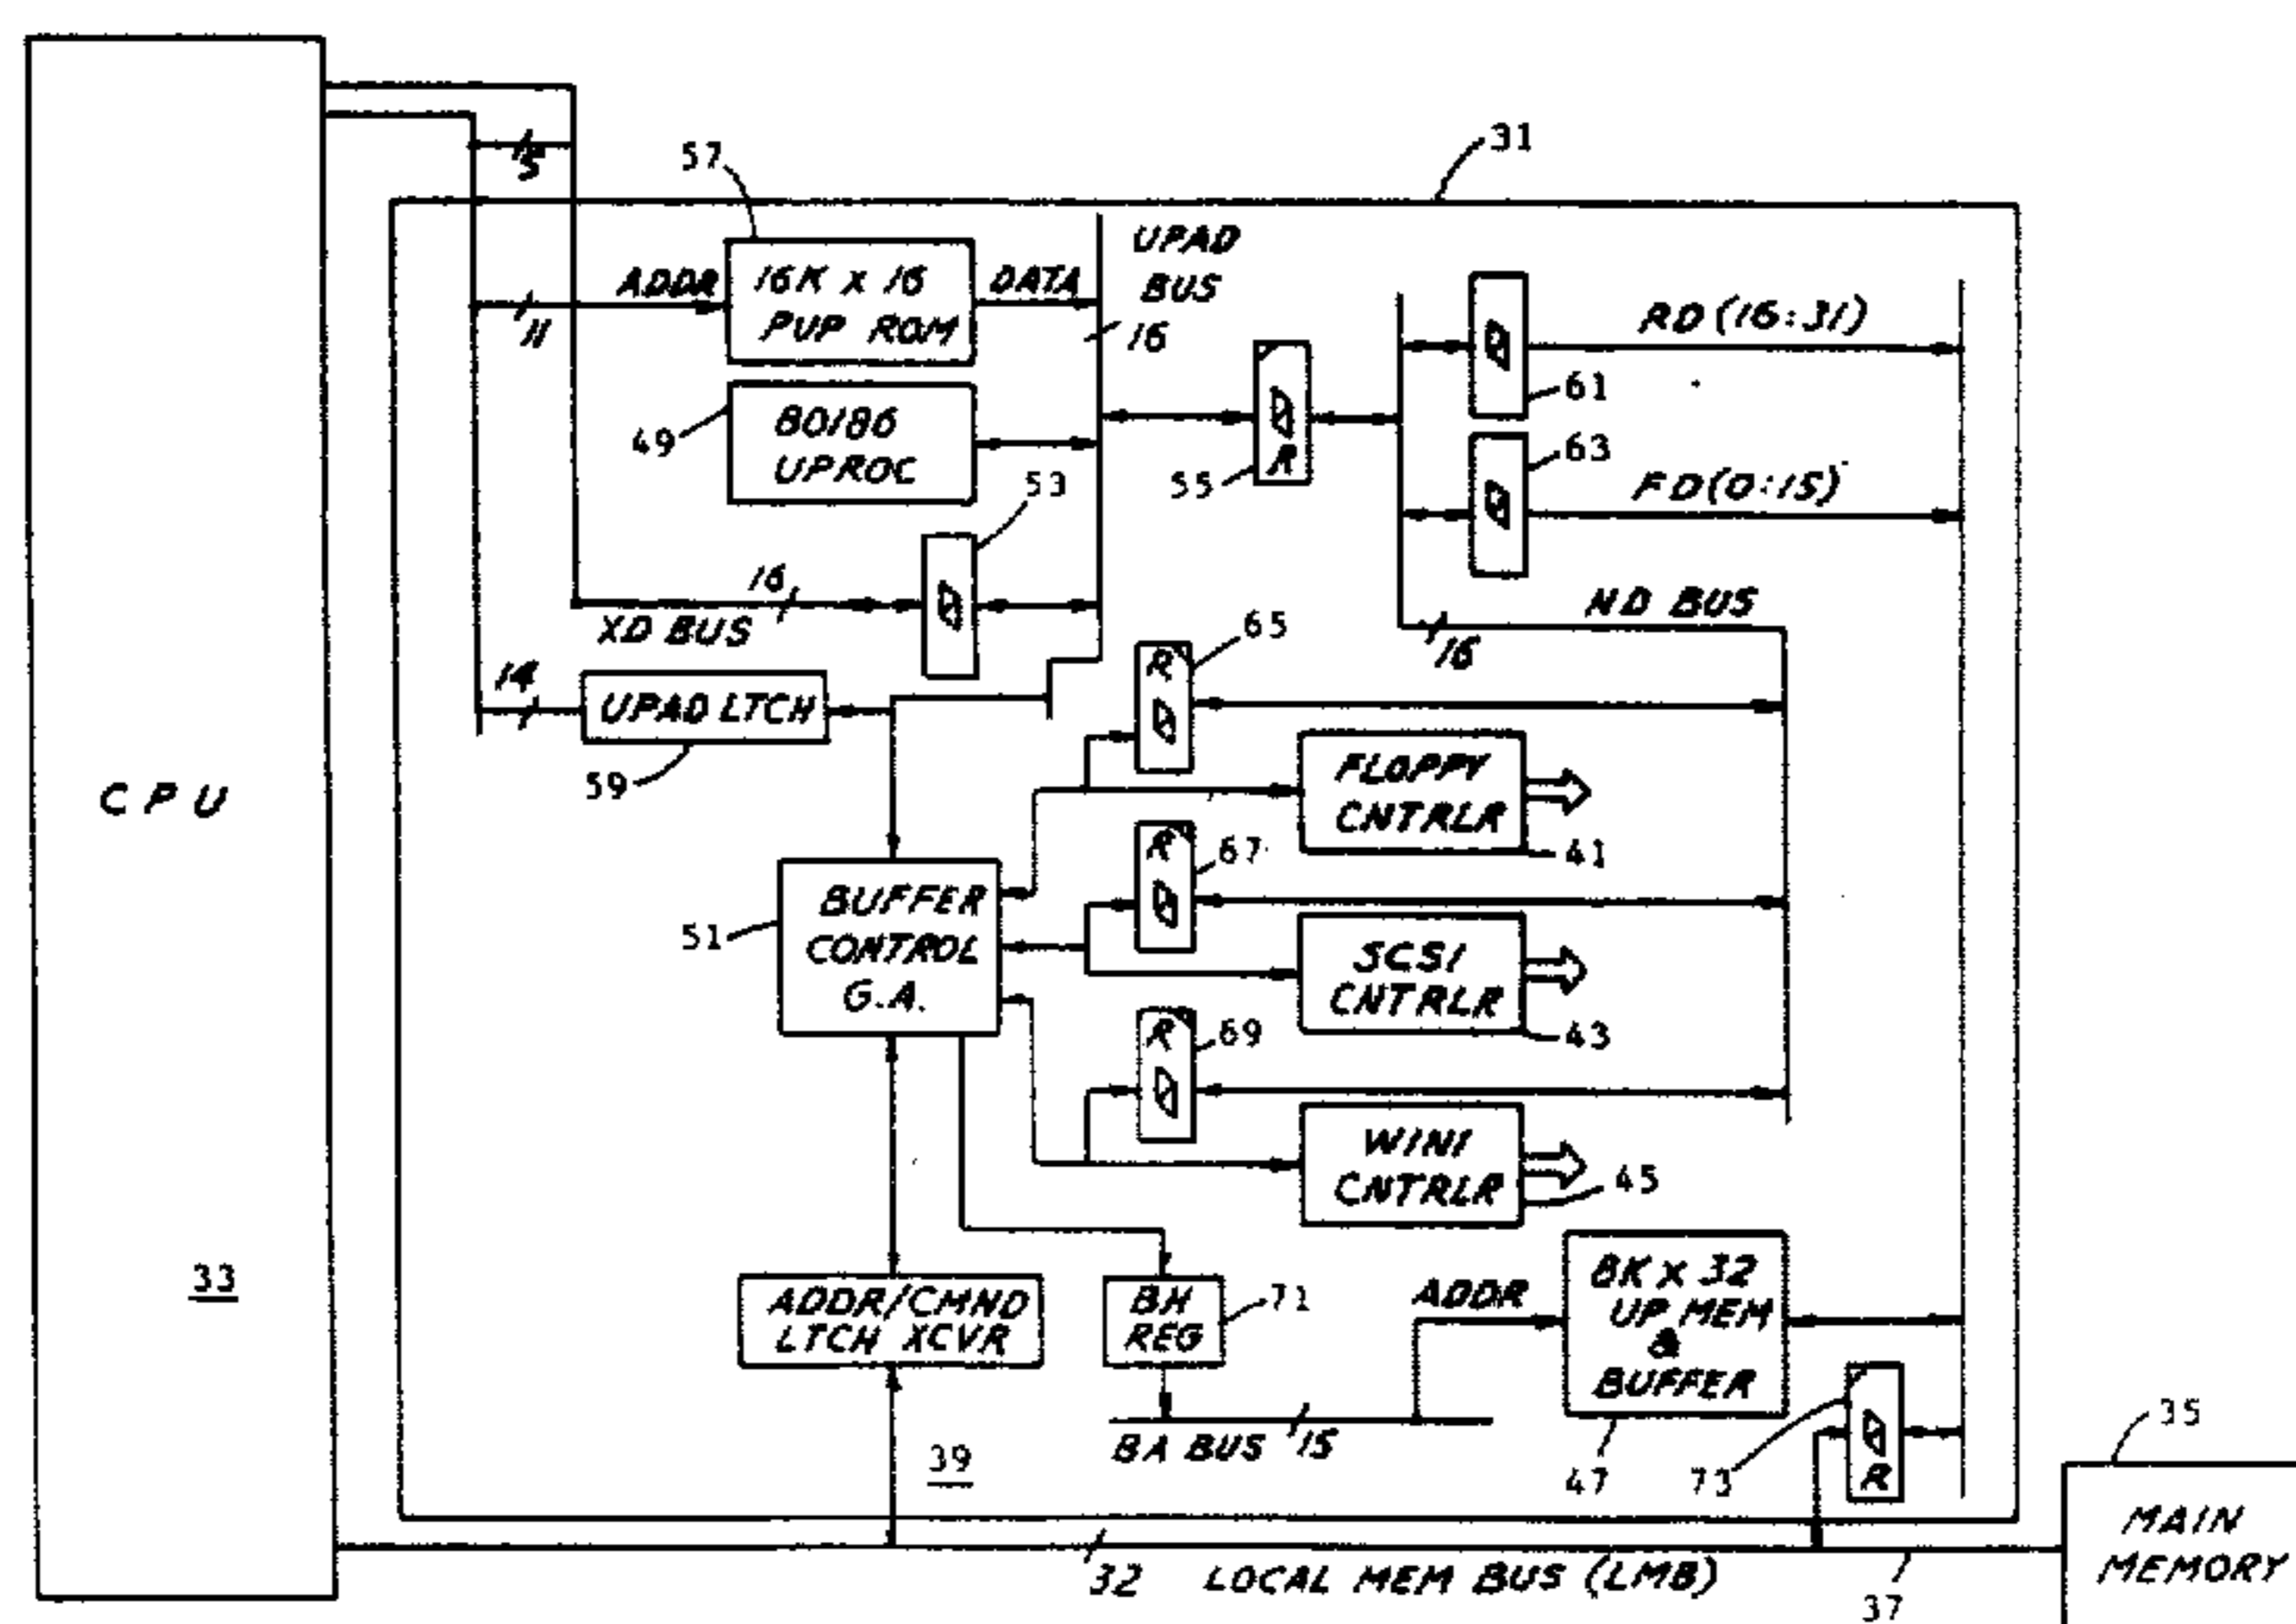 31
5
57
UPAD
BUS
16
ADDR
16K x 16
PUP ROM
DATA
11
RD (16:31)
61
49
80186
UPROC
53
55
R
63
FD(0:15)
16
XD BUS
ND BUS
16
65
R
14
UPAD LTCH
59
FLOPPY
CNTRLR
41
CPU
R
67
51
BUFFER
CONTROL
G.A.
SCSI
CNTRLR
43
R
69
WINI
CNTRLR
45
33
ADDR/CMND
LTCH XCVR
BH
REG
71
ADDR
8K x 32
UP MEM
&
BUFFER
BA BUS
15
39
47
73
R
35
MAIN
MEMORY
32
LOCAL MEM BUS (LMB)
37